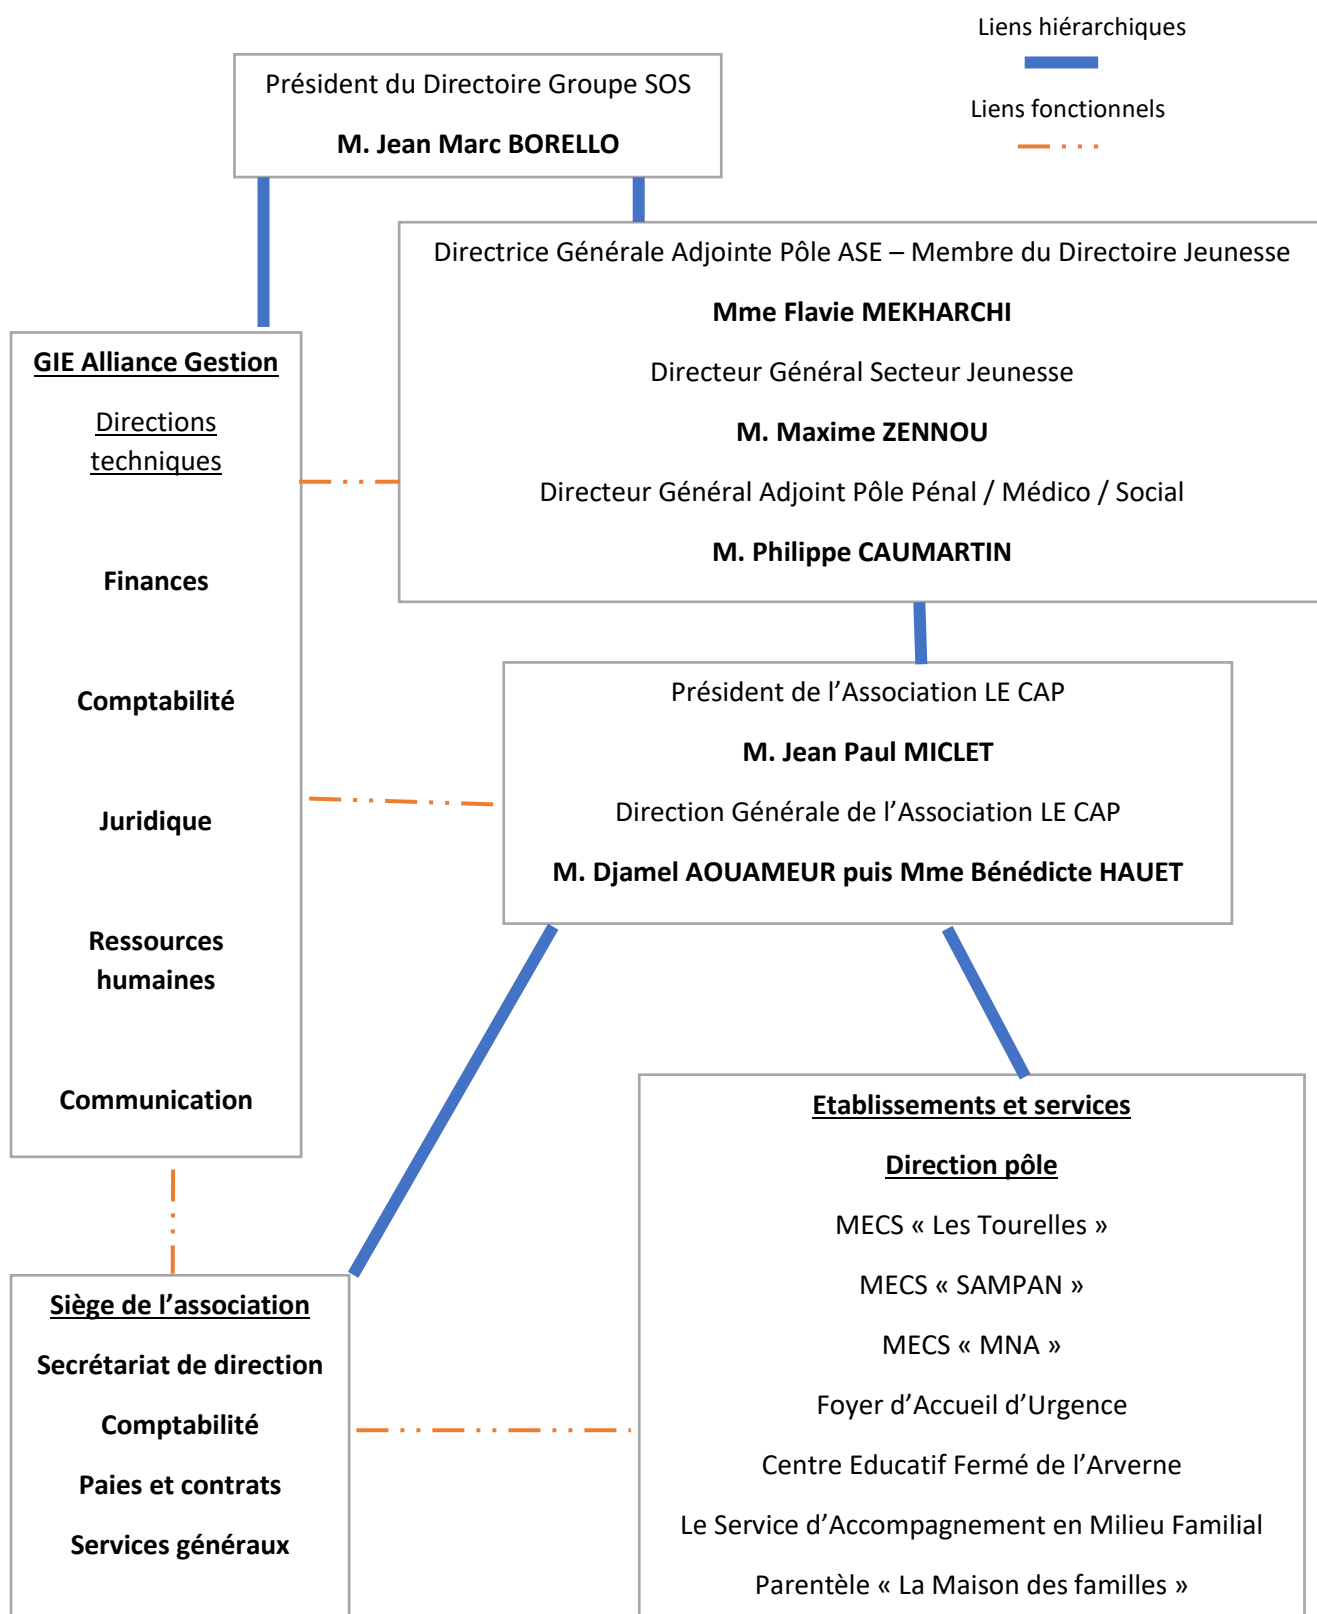 Liens hiérarchiques
Liens fonctionnels
Président du Directoire Groupe SOS
M. Jean Marc BORELLO
Directrice Générale Adjointe Pôle ASE – Membre du Directoire Jeunesse
Mme Flavie MEKHARCHI
Directeur Général Secteur Jeunesse
M. Maxime ZENNOU
Directeur Général Adjoint Pôle Pénal / Médico / Social
M. Philippe CAUMARTIN
GIE Alliance Gestion
Directions
techniques
Finances
Comptabilité
Juridique
Ressources
humaines
Communication
Président de l’Association LE CAP
M. Jean Paul MICLET
Direction Générale de l’Association LE CAP
M. Djamel AOUAMEUR puis Mme Bénédicte HAUET
Siège de l’association
Secrétariat de direction
Comptabilité
Paies et contrats
Services généraux
Etablissements et services
Direction pôle
MECS « Les Tourelles »
MECS « SAMPAN »
MECS « MNA »
Foyer d’Accueil d’Urgence
Centre Educatif Fermé de l’Arverne
Le Service d’Accompagnement en Milieu Familial
Parentèle « La Maison des familles »